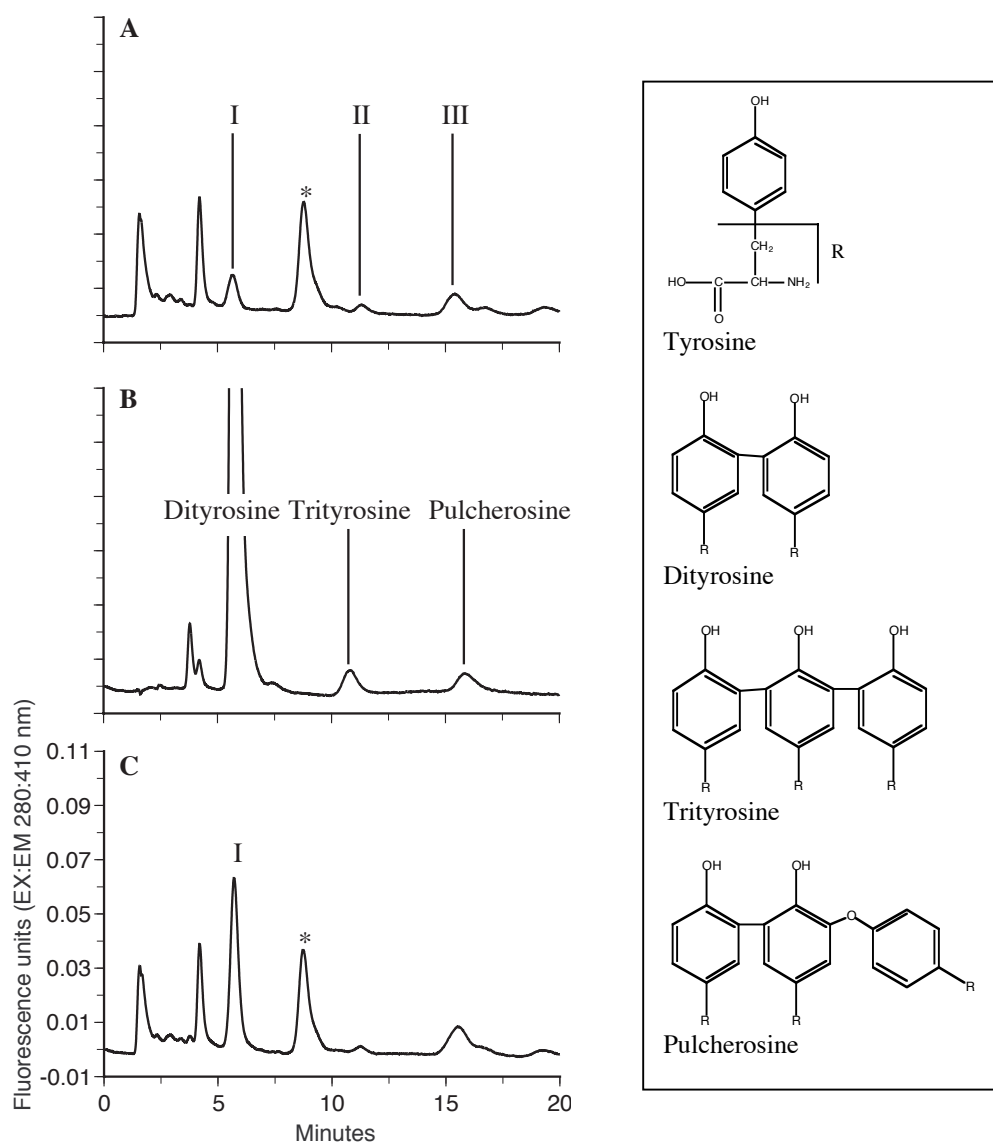 A
I II III
*
B
Dityrosine Trityrosine Pulcherosine
C
I
*
Fluorescence units (EX:EM 280:410 nm)
0.11
0.09
0.07
0.05
0.03
0.01
-0.01
0 5 10 15 20
Minutes
OH
R
CH2
HO CH NH2
O
Tyrosine
OH OH
R R
Dityrosine
OH OH OH
R R R
Trityrosine
OH OH
O
R
R R
Pulcherosine